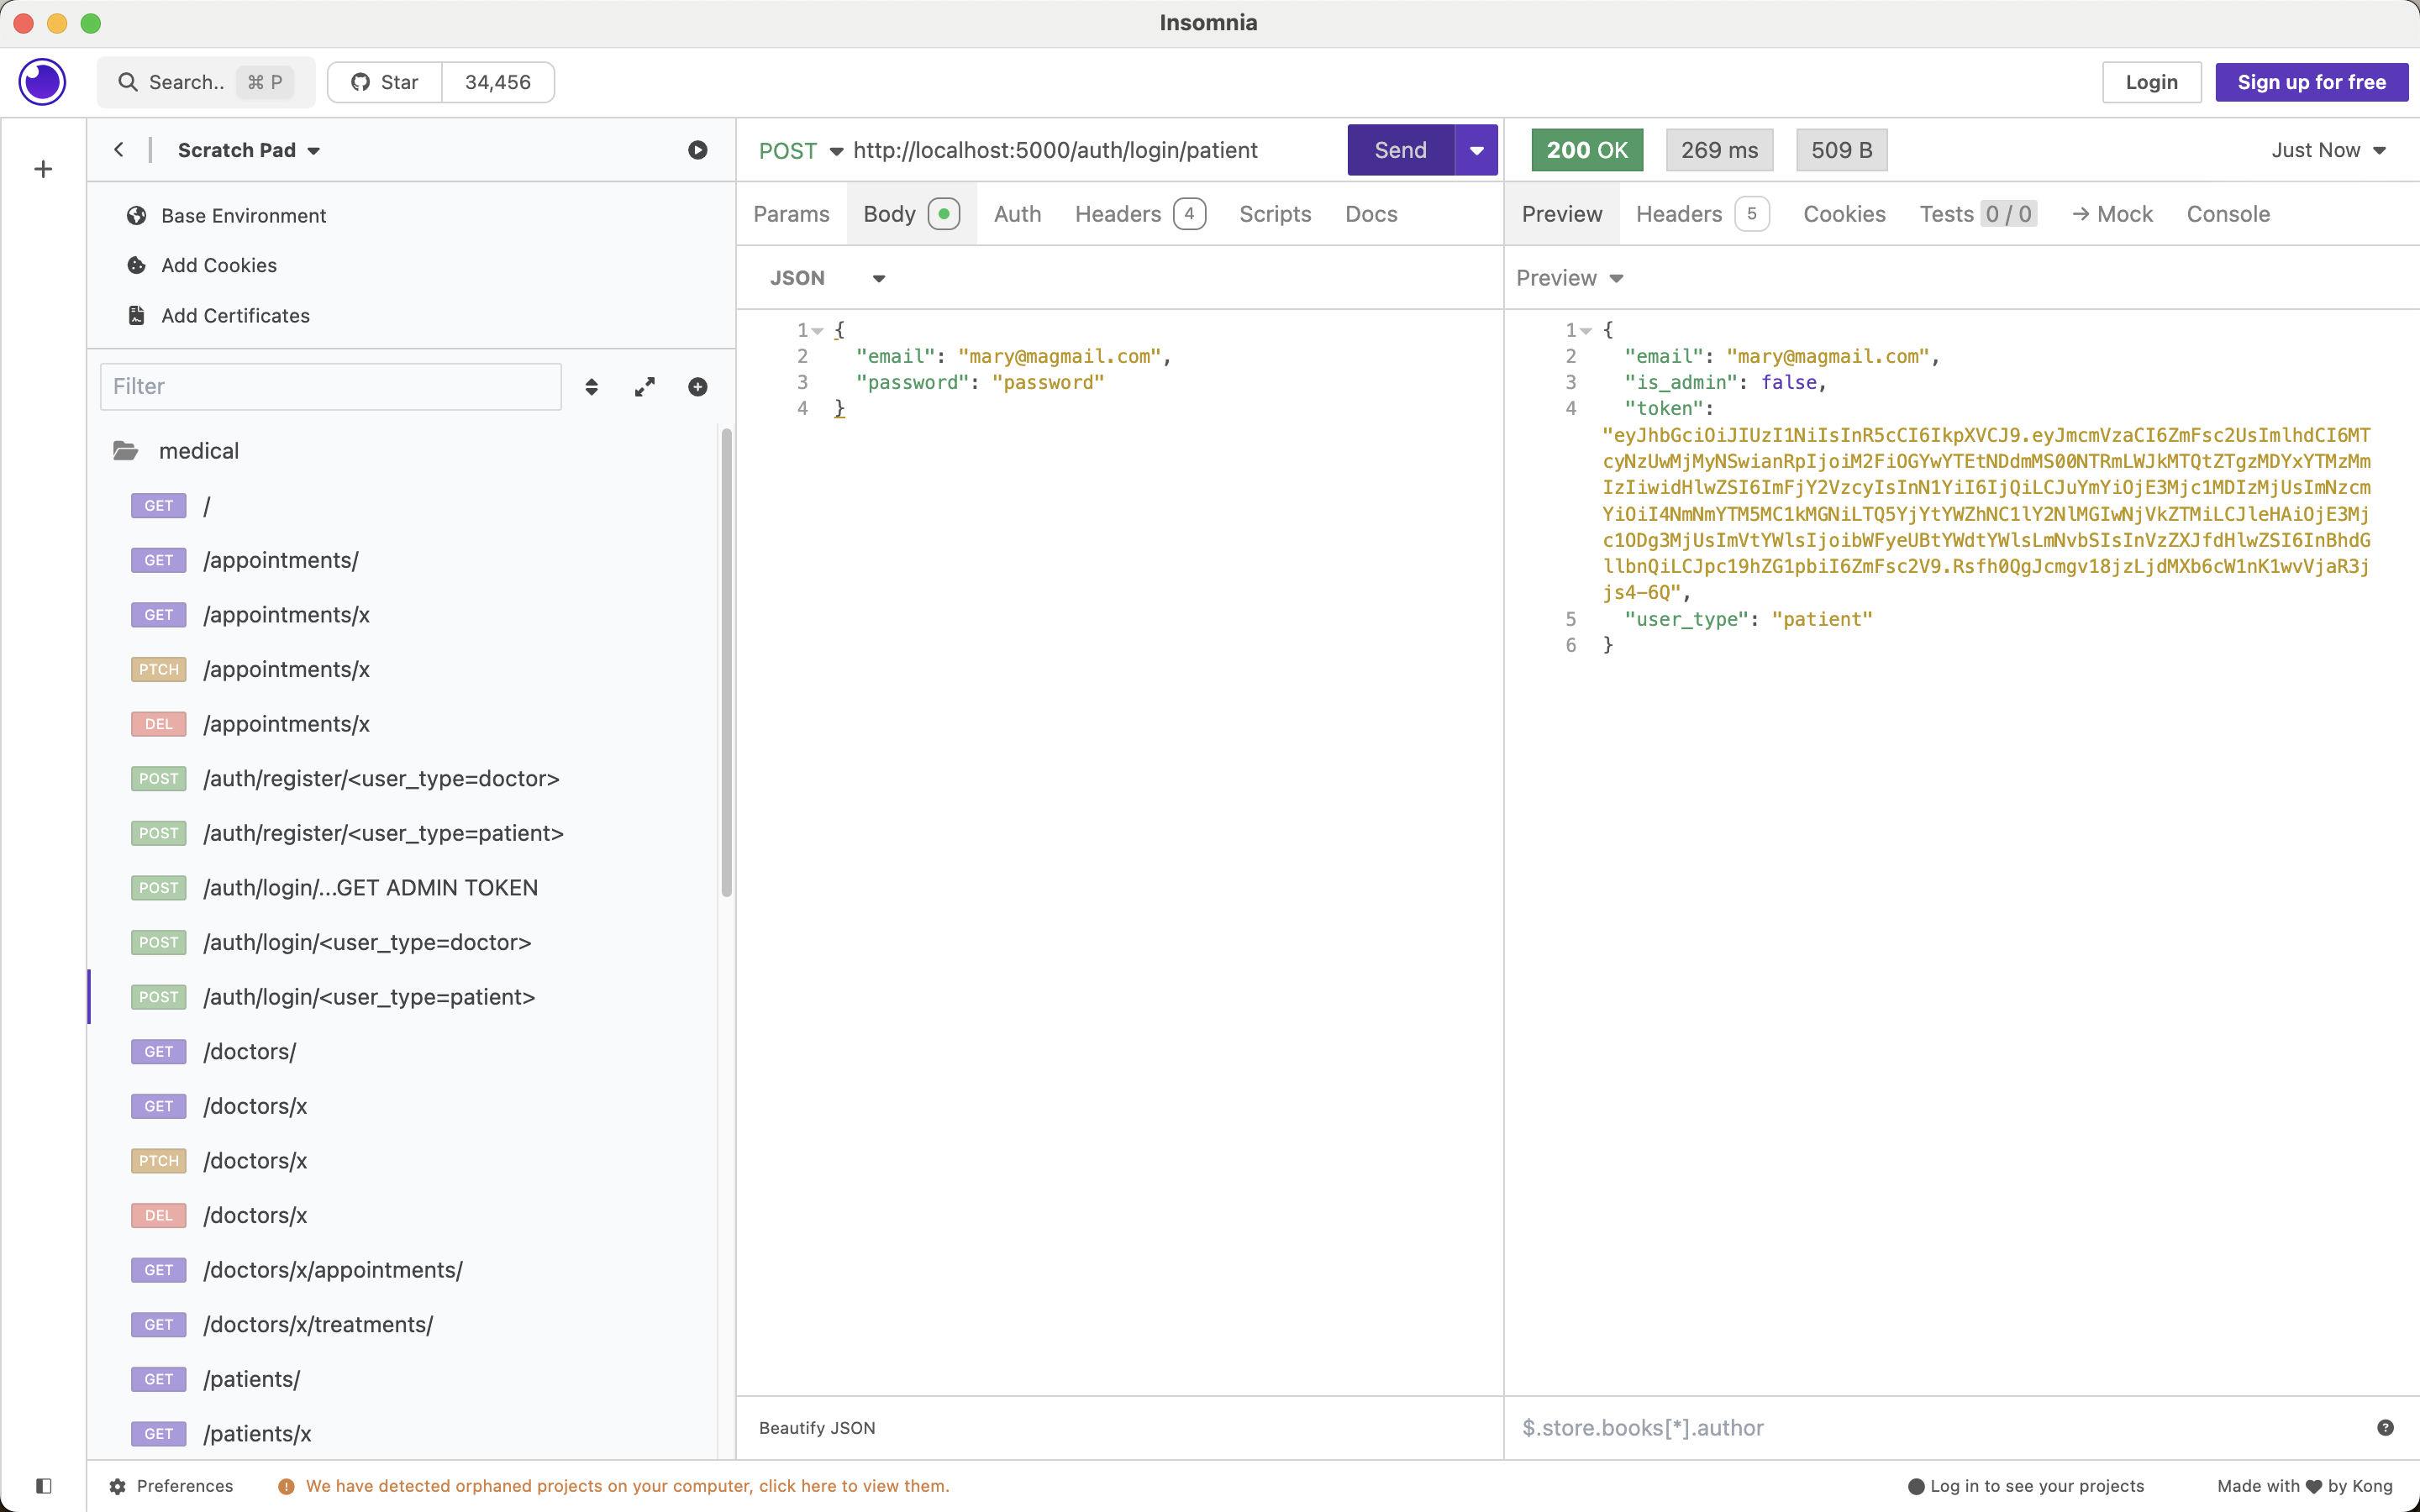 Insomnia
Search.. ⌘ P
Star 34,456
Login
Sign up for free
Scratch Pad
POST http://localhost:5000/auth/login/patient
Send
200 OK 269 ms 509 B
Just Now
Base Environment
Add Cookies
Add Certificates
Filter
medical
GET /
GET /appointments/
GET /appointments/x
PTCH /appointments/x
DEL /appointments/x
POST /auth/register/<user_type=doctor>
POST /auth/register/<user_type=patient>
POST /auth/login/...GET ADMIN TOKEN
POST /auth/login/<user_type=doctor>
POST /auth/login/<user_type=patient>
GET /doctors/
GET /doctors/x
PTCH /doctors/x
DEL /doctors/x
GET /doctors/x/appointments/
GET /doctors/x/treatments/
GET /patients/
GET /patients/x
Params Body Auth Headers 4 Scripts Docs
JSON
1 {
2 "email": "mary@magmail.com",
3 "password": "password"
4 }
Beautify JSON
Preview Headers 5 Cookies Tests 0 / 0 → Mock Console
Preview
1 {
2 "email": "mary@magmail.com",
3 "is_admin": false,
4 "token":
"eyJhbGciOiJIUzI1NiIsInR5cCI6IkpXVCJ9.eyJmcmVzaCI6ZmFsc2UsImlhdCI6MT
cyNzUwMjMyNSwianRpIjoiM2FiOGYwYTEtNDdmMS00NTRmLWJkMTQtZTgzMDYxYTMzMm
IzIiwidHlwZSI6ImFjY2VzcyIsInN1YiI6IjQiLCJuYmYiOjE3Mjc1MDIzMjUsImNzcm
YiOiI4NmNmYTM5MC1kMGNiLTQ5YjYtYWZhNC1lY2NlMGIwNjVkZTMiLCJleHAiOjE3Mj
c1ODg3MjUsImVtYWlsIjoibWFyeUBtYWdtYWlsLmNvbSIsInVzZXJfdHlwZSI6InBhdG
llbnQiLCJpc19hZG1pbiI6ZmFsc2V9.Rsfh0QgJcmgv18jzLjdMXb6cW1nK1wvVjaR3j
js4-6Q",
5 "user_type": "patient"
6 }
$.store.books[*].author
Preferences
We have detected orphaned projects on your computer, click here to view them.
Log in to see your projects
Made with ♥ by Kong